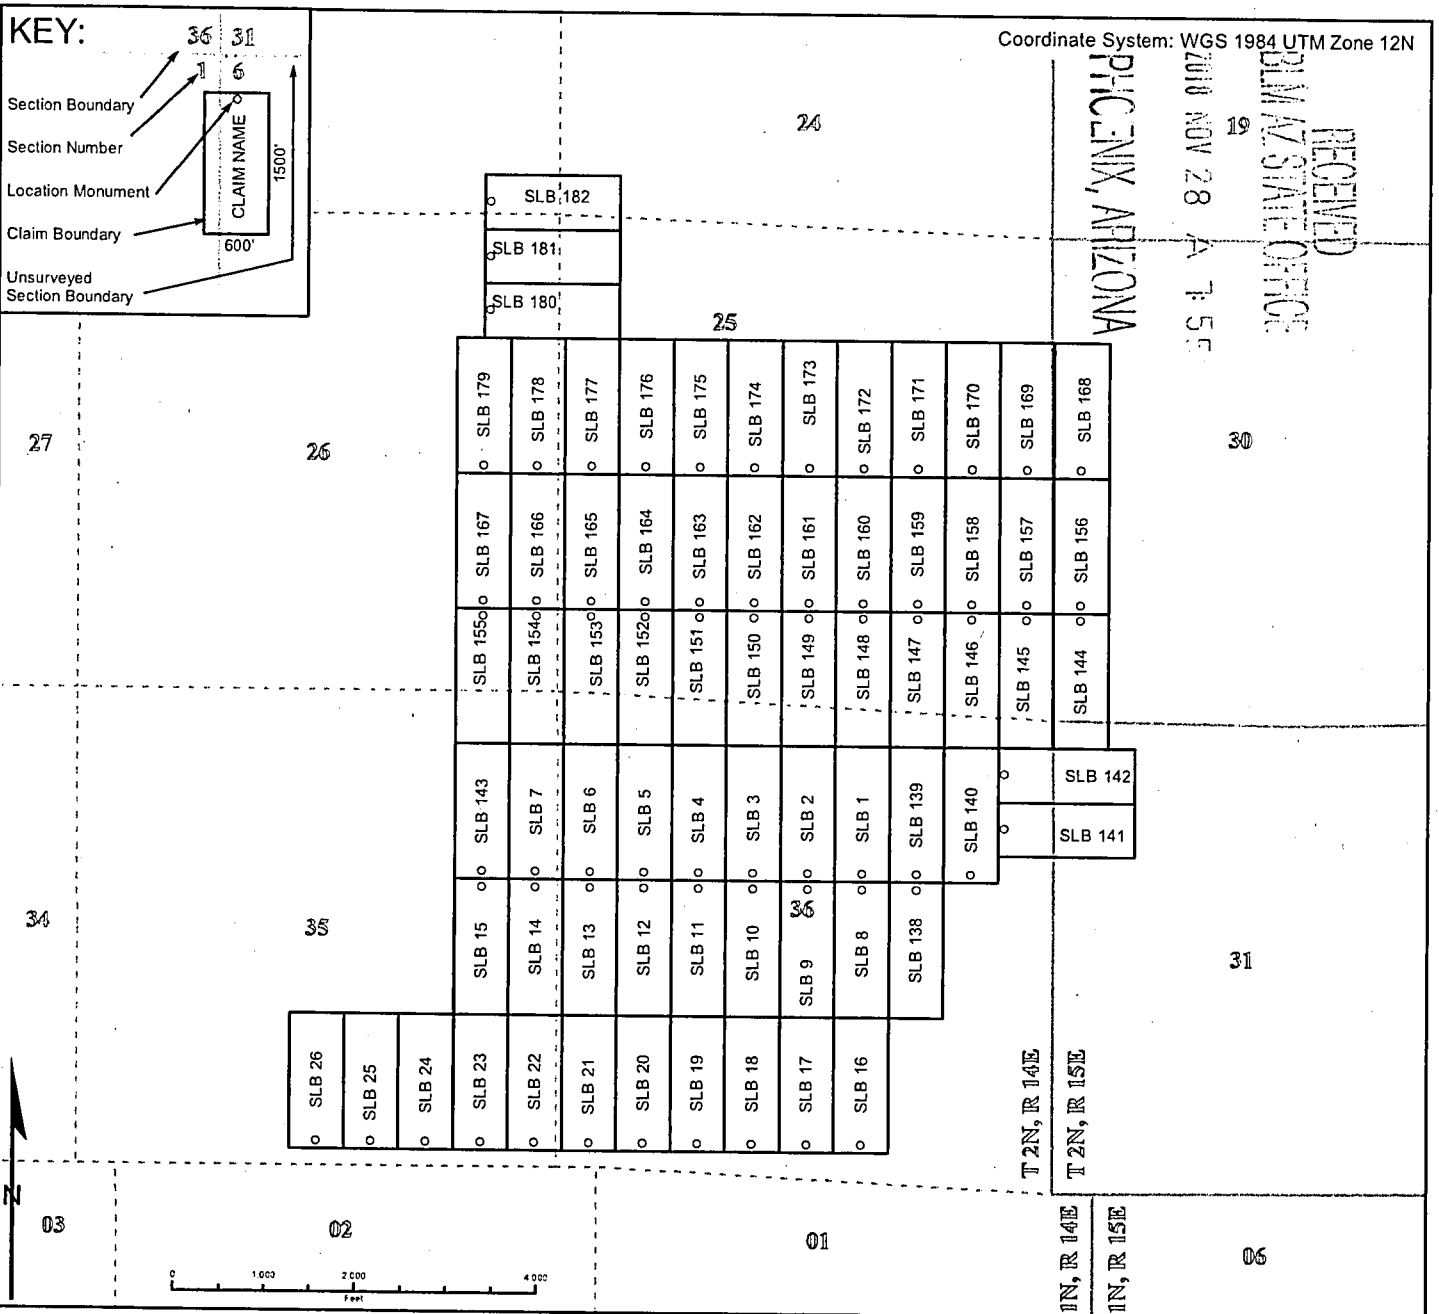 KEY:
36 31
1 6
Section Boundary
Section Number
Location Monument
Claim Boundary
Unsurveyed
Section Boundary
CLAIM NAME
1500'
600'
Coordinate System: WGS 1984 UTM Zone 12N
RECEIVED
BLM AZ STATE OFFICE
NOV 28 A
PHOENIX, ARIZONA
24
19
SLB 182
SLB 181
SLB 180
25
27
26
30
SLB 179
SLB 178
SLB 177
SLB 176
SLB 175
SLB 174
SLB 173
SLB 172
SLB 171
SLB 170
SLB 169
SLB 168
SLB 167
SLB 166
SLB 165
SLB 164
SLB 163
SLB 162
SLB 161
SLB 160
SLB 159
SLB 158
SLB 157
SLB 156
SLB 155
SLB 154
SLB 153
SLB 152
SLB 151
SLB 150
SLB 149
SLB 148
SLB 147
SLB 146
SLB 145
SLB 144
SLB 143
SLB 7
SLB 6
SLB 5
SLB 4
SLB 3
SLB 2
SLB 1
SLB 139
SLB 140
SLB 142
SLB 141
34
35
36
31
SLB 15
SLB 14
SLB 13
SLB 12
SLB 11
SLB 10
SLB 9
SLB 8
SLB 138
SLB 26
SLB 25
SLB 24
SLB 23
SLB 22
SLB 21
SLB 20
SLB 19
SLB 18
SLB 17
SLB 16
T 2N, R 14E
T 2N, R 15E
N
03
02
01
06
1N, R 14E
1N, R 15E
0 1,000 2,000 4,000
Feet